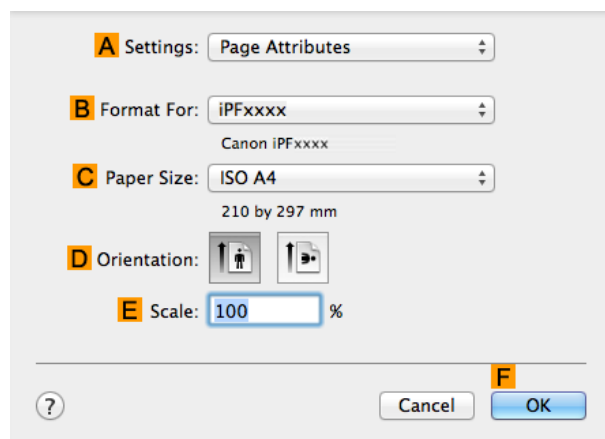 A Settings: Page Attributes
B Format For: iPFxxxx
Canon iPFxxxx
C Paper Size: ISO A4
210 by 297 mm
D Orientation:
E Scale: 100 %
F
? Cancel OK